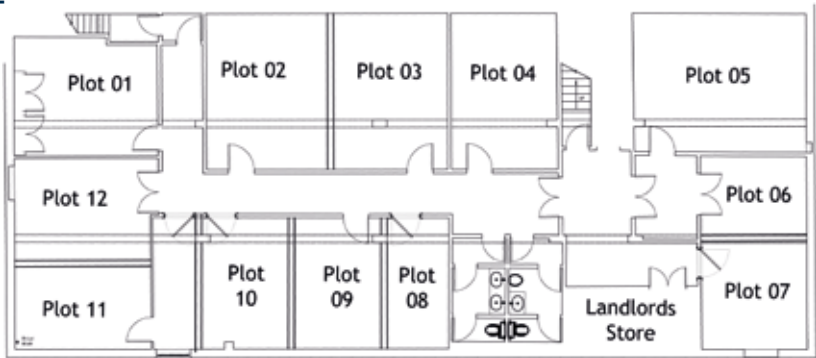 Plot 01
Plot 02
Plot 03
Plot 04
Plot 05
Plot 12
Plot 06
Plot 11
Plot
10
Plot
09
Plot
08
Landlords
Store
Plot 07